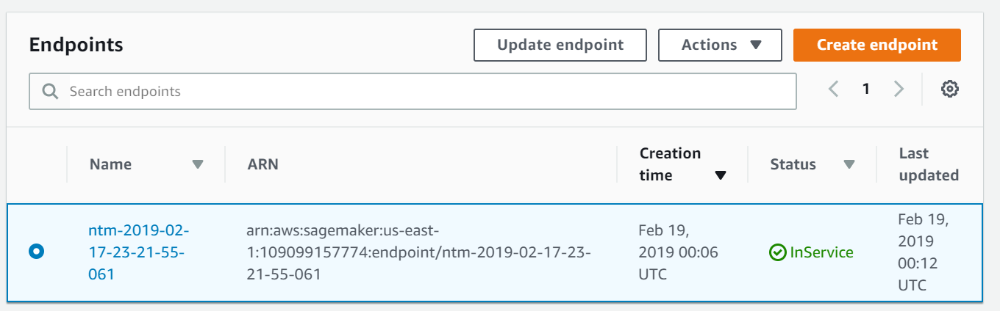 Endpoints
Update endpoint
Actions
Create endpoint
Search endpoints
1
Name
ARN
Creation
time
Status
Last
updated
ntm-2019-02-
17-23-21-55-
061
arn:aws:sagemaker:us-east-
1:109099157774:endpoint/ntm-2019-02-17-23-
21-55-061
Feb 19,
2019 00:06
UTC
InService
Feb 19,
2019
00:12
UTC